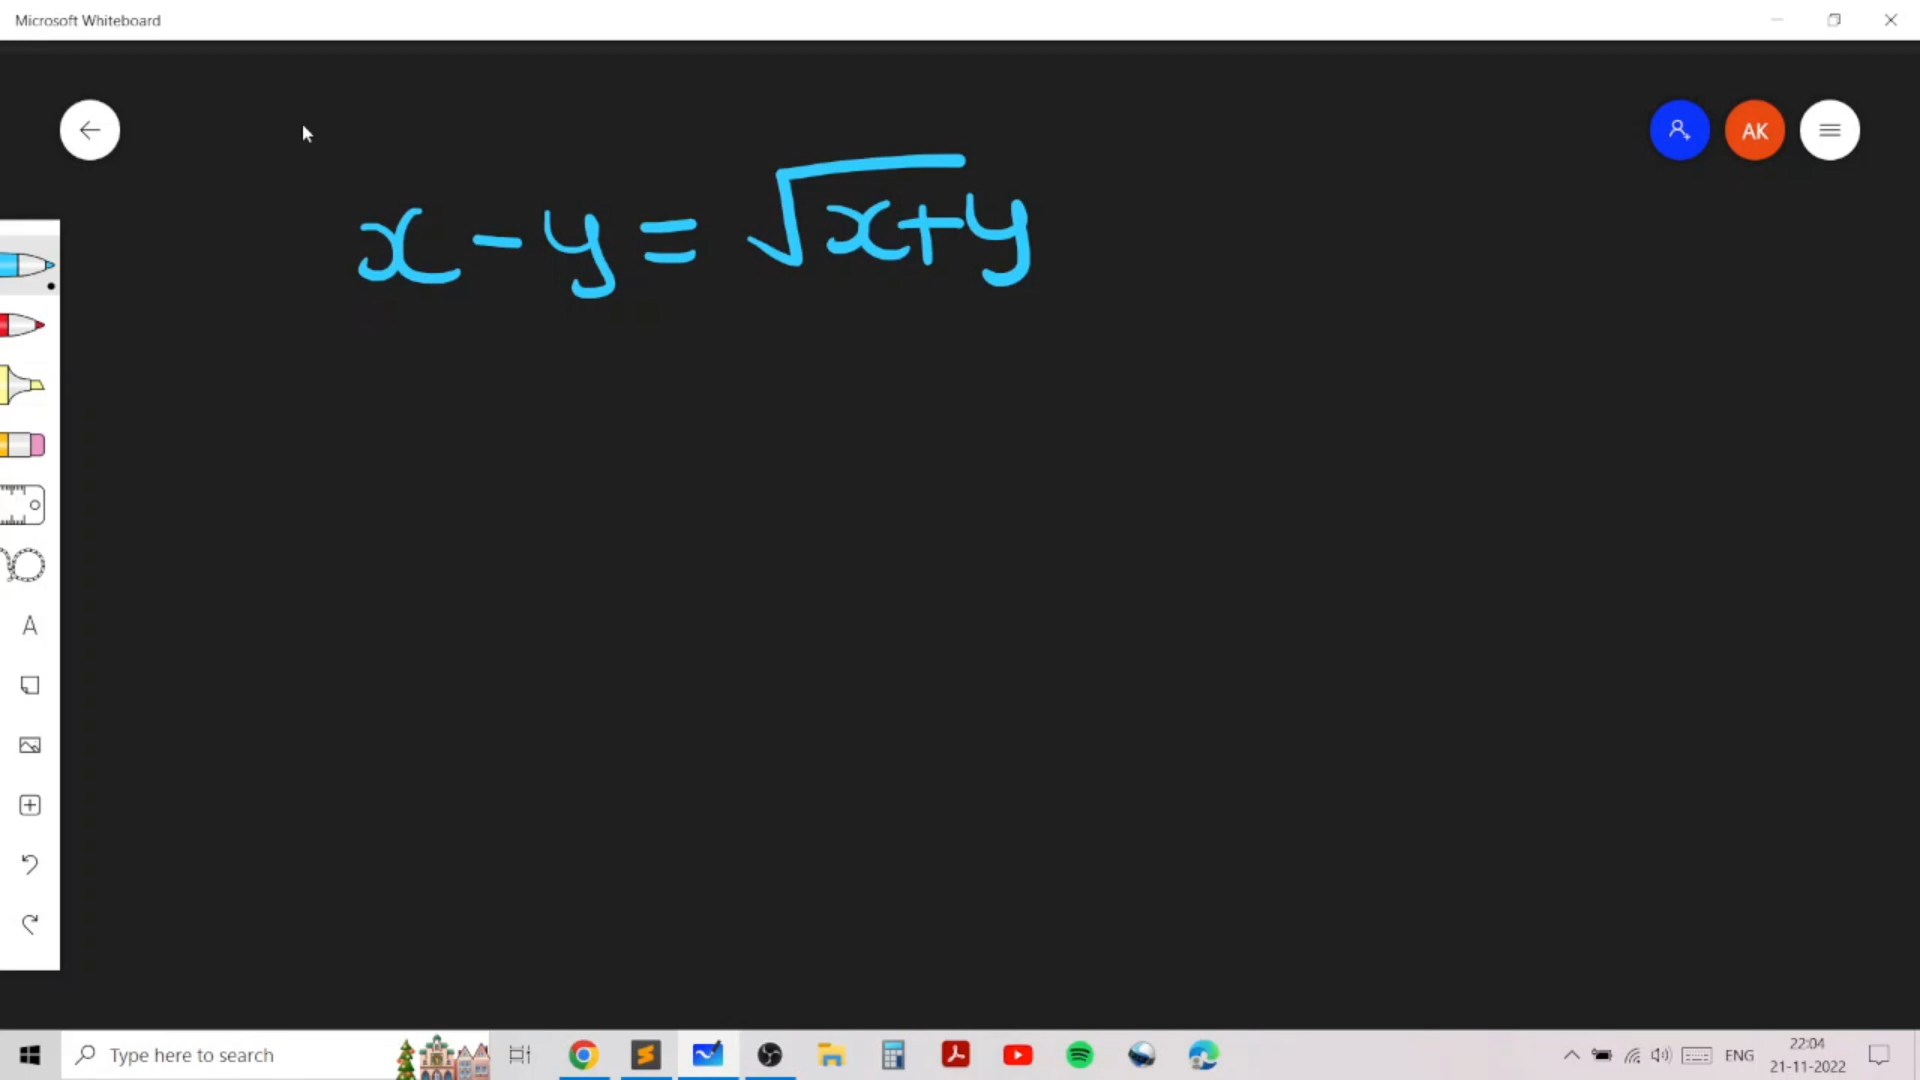 Microsoft Whiteboard
AK
x - y = √x+y
A
Type here to search
ENG
22:04
21-11-2022